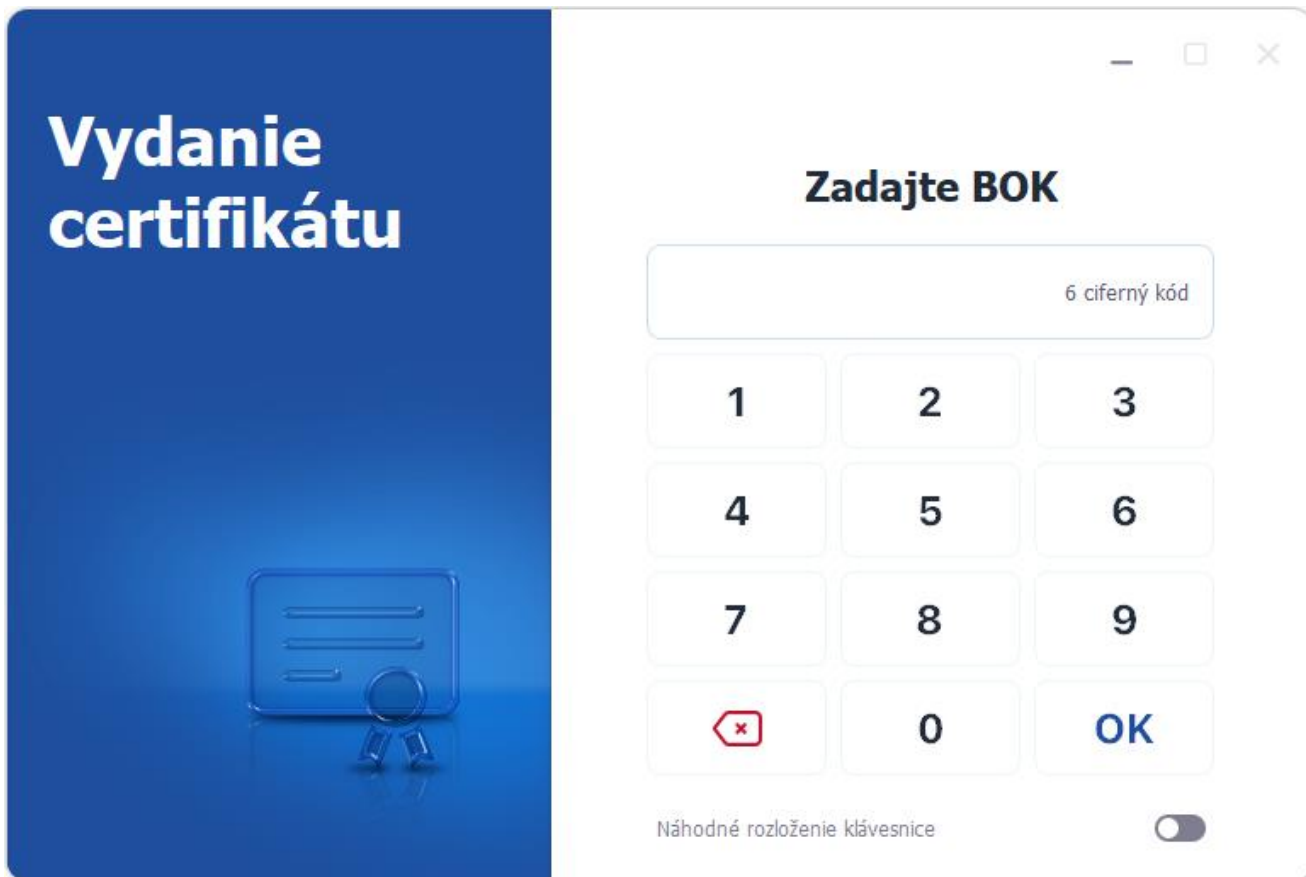 Vydanie
certifikátu
Zadajte BOK
6 ciferný kód
1 2 3
4 5 6
7 8 9
0 OK
Náhodné rozloženie klávesnice